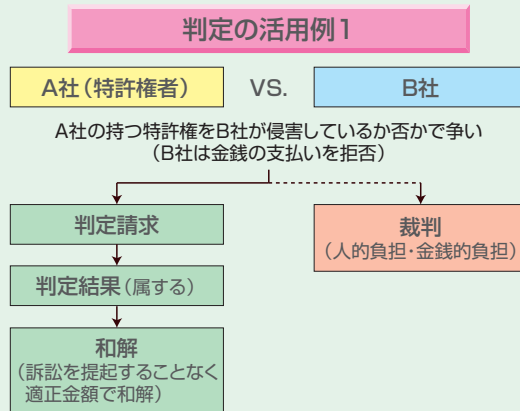 判定の活用例1
A社(特許権者) VS. B社
A社の持つ特許権をB社が侵害しているか否かで争い
(B社は金銭の支払いを拒否)
判定請求
裁判
(人的負担・金銭的負担)
判定結果(属する)
和解
(訴訟を提起することなく
適正金額で和解)